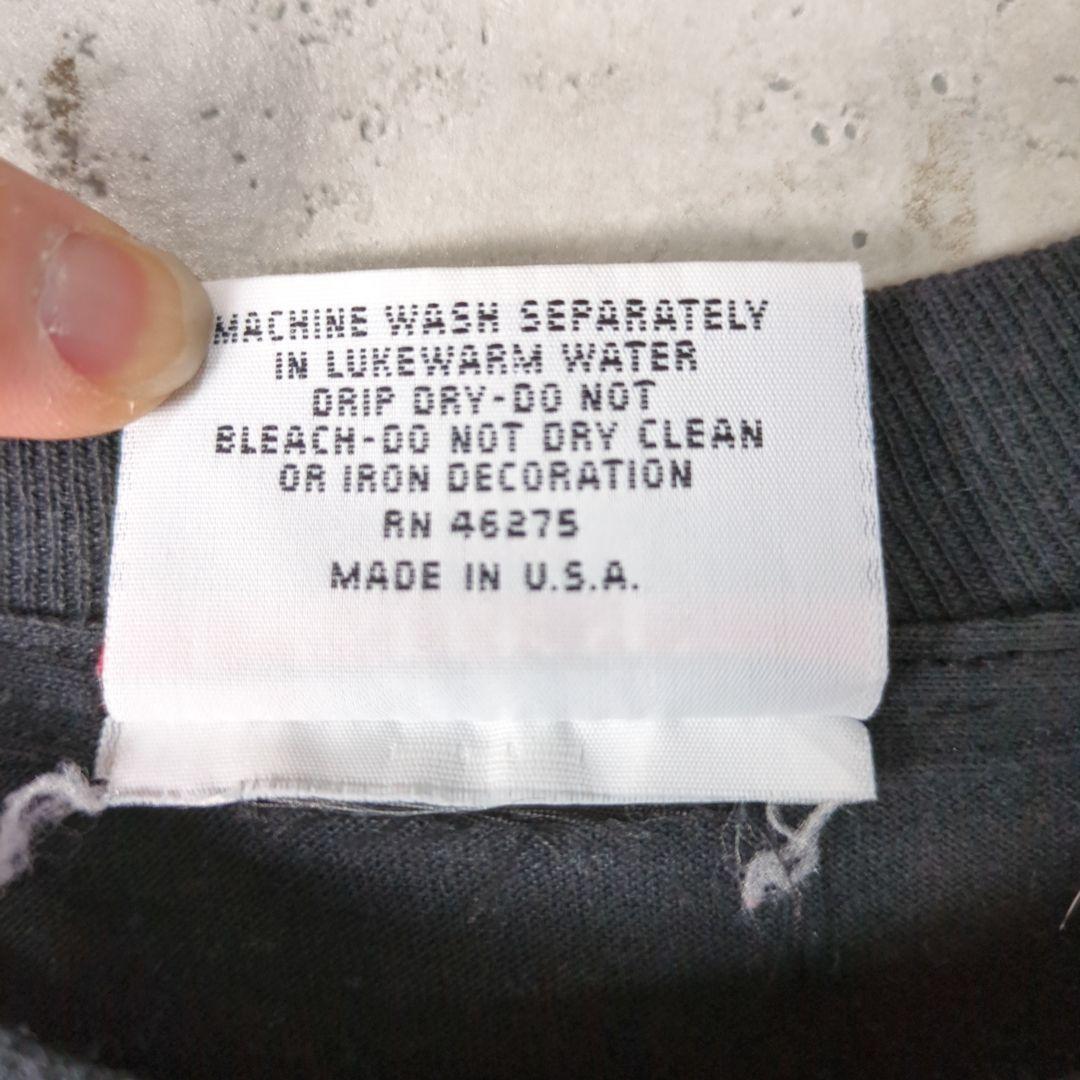 MACHINE WASH SEPARATELY
IN LUKEWARM WATER
DRIP DRY-DO NOT
BLEACH-DO NOT DRY CLEAN
OR IRON DECORATION
RN 46275
MADE IN U.S.A.